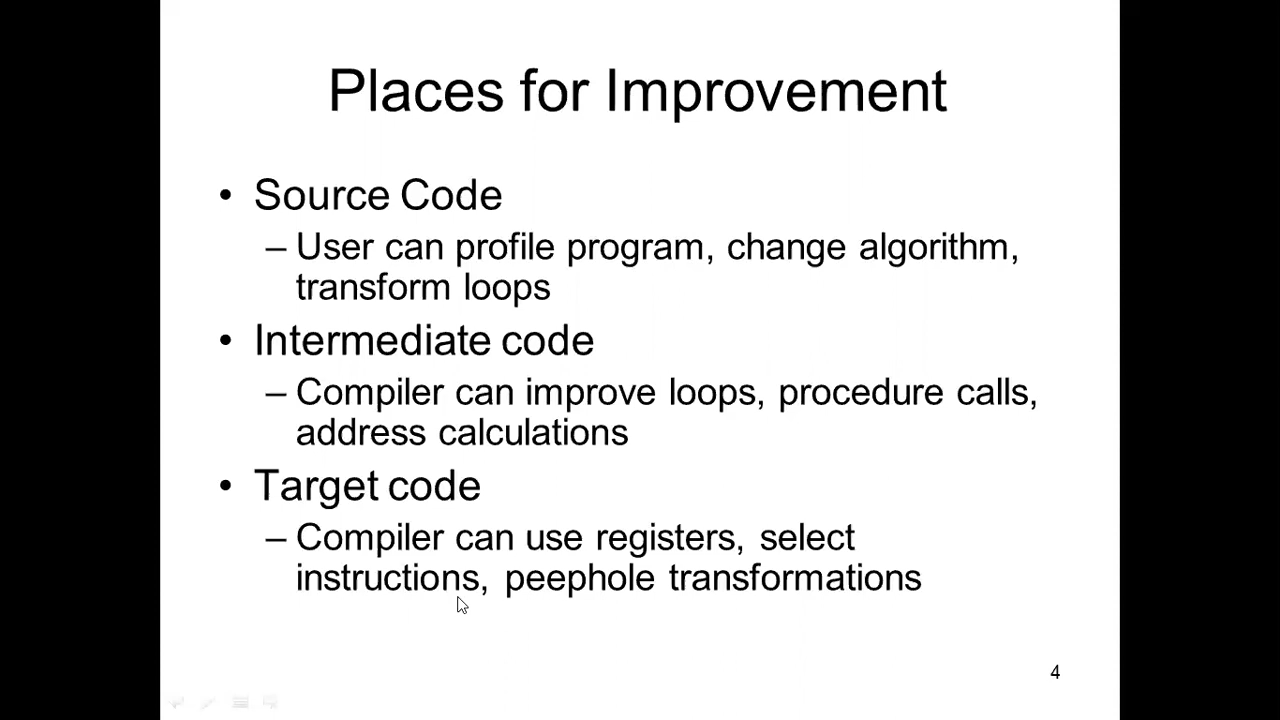 Places for Improvement
• Source Code
– User can profile program, change algorithm,
transform loops
• Intermediate code
– Compiler can improve loops, procedure calls,
address calculations
• Target code
– Compiler can use registers, select
instructions, peephole transformations
4